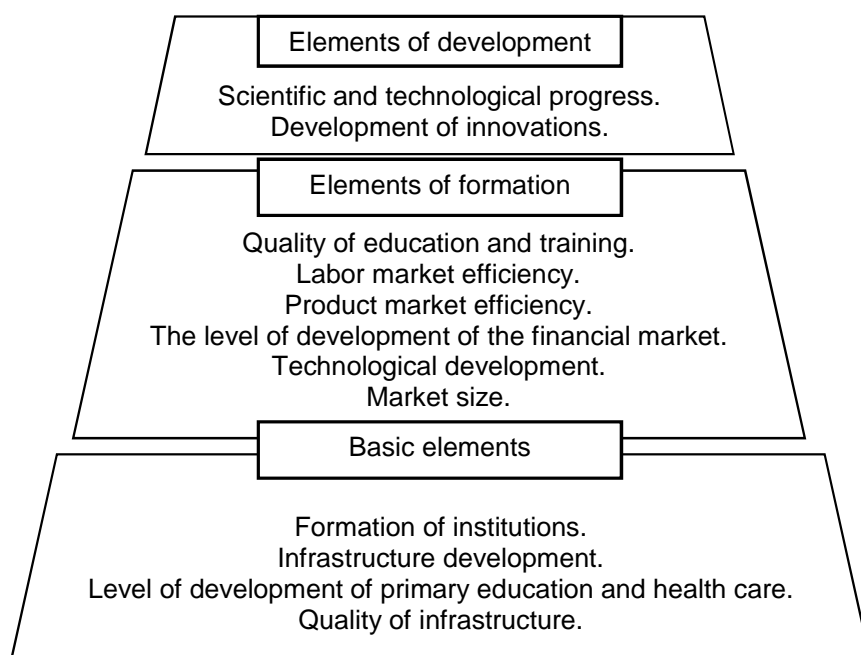 Elements of development
Scientific and technological progress.
Development of innovations.
Elements of formation
Quality of education and training.
Labor market efficiency.
Product market efficiency.
The level of development of the financial market.
Technological development.
Market size.
Basic elements
Formation of institutions.
Infrastructure development.
Level of development of primary education and health care.
Quality of infrastructure.